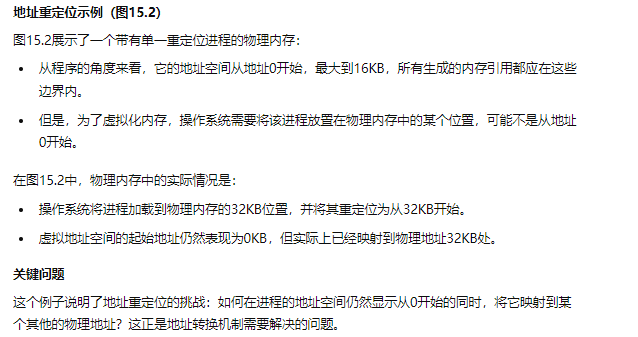 地址重定位示例（图15.2）
图15.2展示了一个带有单一重定位进程的物理内存：
• 从程序的角度来看，它的地址空间从地址0开始，最大到16KB，所有生成的内存引用都应在这些
边界内。
• 但是，为了虚拟化内存，操作系统需要将该进程放置在物理内存中的某个位置，可能不是从地址
0开始。
在图15.2中，物理内存中的实际情况是：
• 操作系统将进程加载到物理内存的32KB位置，并将其重定位为从32KB开始。
• 虚拟地址空间的起始地址仍然表现为0KB，但实际上已经映射到物理地址32KB处。
关键问题
这个例子说明了地址重定位的挑战：如何在进程的地址空间仍然显示从0开始的同时，将它映射到某
个其他的物理地址？这正是地址转换机制需要解决的问题。